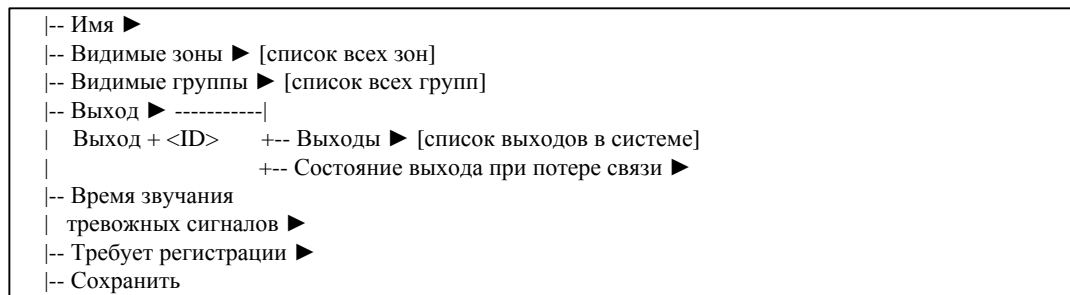 |-- Имя ►
|-- Видимые зоны ► [список всех зон]
|-- Видимые группы ► [список всех групп]
|-- Выход ► -----------|
| Выход + <ID> +-- Выходы ► [список выходов в системе]
| +-- Состояние выхода при потере связи ►
|-- Время звучания
| тревожных сигналов ►
|-- Требует регистрации ►
|-- Сохранить